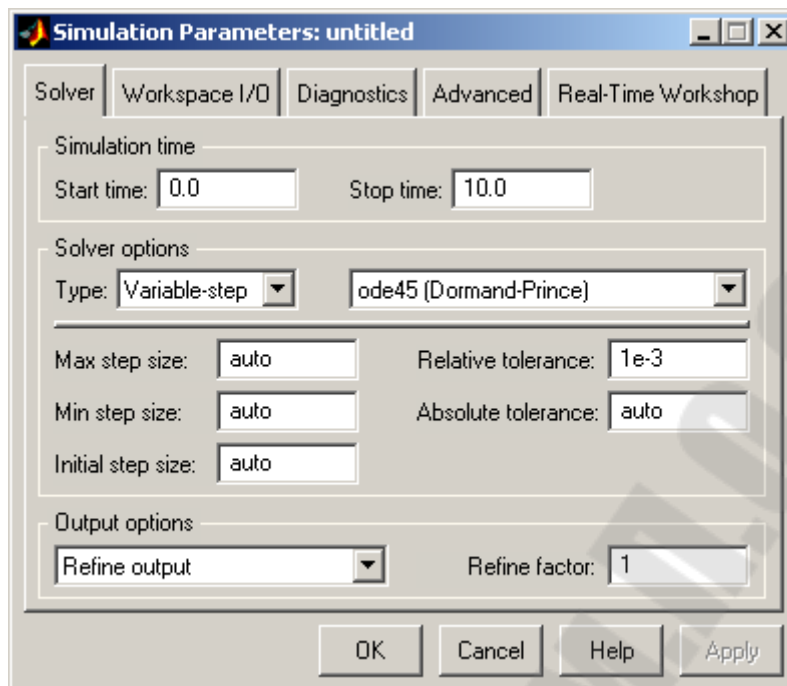 Simulation Parameters: untitled
Solver Workspace I/O Diagnostics Advanced Real-Time Workshop
Simulation time
Start time: 0.0 Stop time: 10.0
Solver options
Type: Variable-step ode45 (Dormand-Prince)
Max step size: auto Relative tolerance: 1e-3
Min step size: auto Absolute tolerance: auto
Initial step size: auto
Output options
Refine output Refine factor: 1
OK Cancel Help Apply